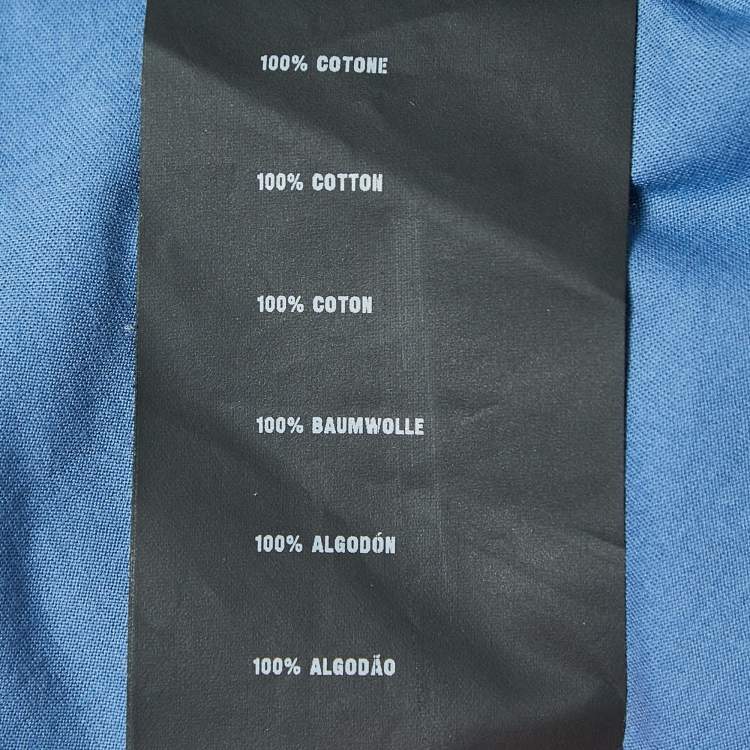 100% COTONE
100% COTTON
100% COTON
100% BAUMWOLLE
100% ALGODÓN
100% ALGODÃO